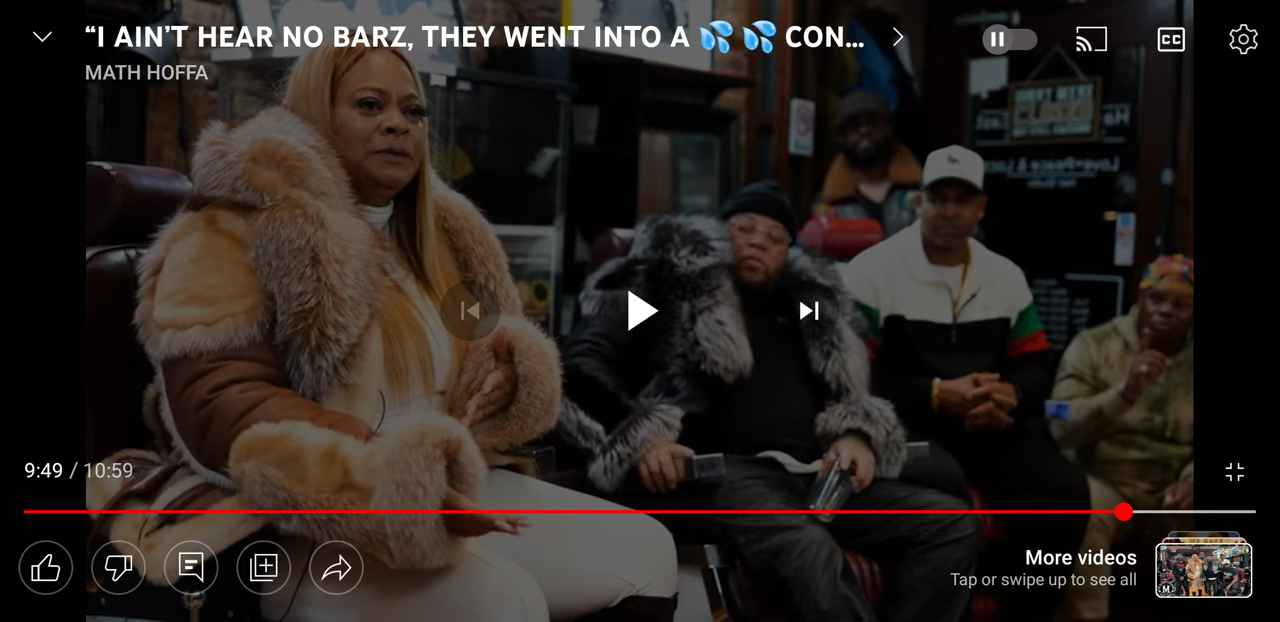 “I AIN’T HEAR NO BARZ, THEY WENT INTO A 💦 💦 CON...
MATH HOFFA
CC
9:49 / 10:59
More videos
Tap or swipe up to see all